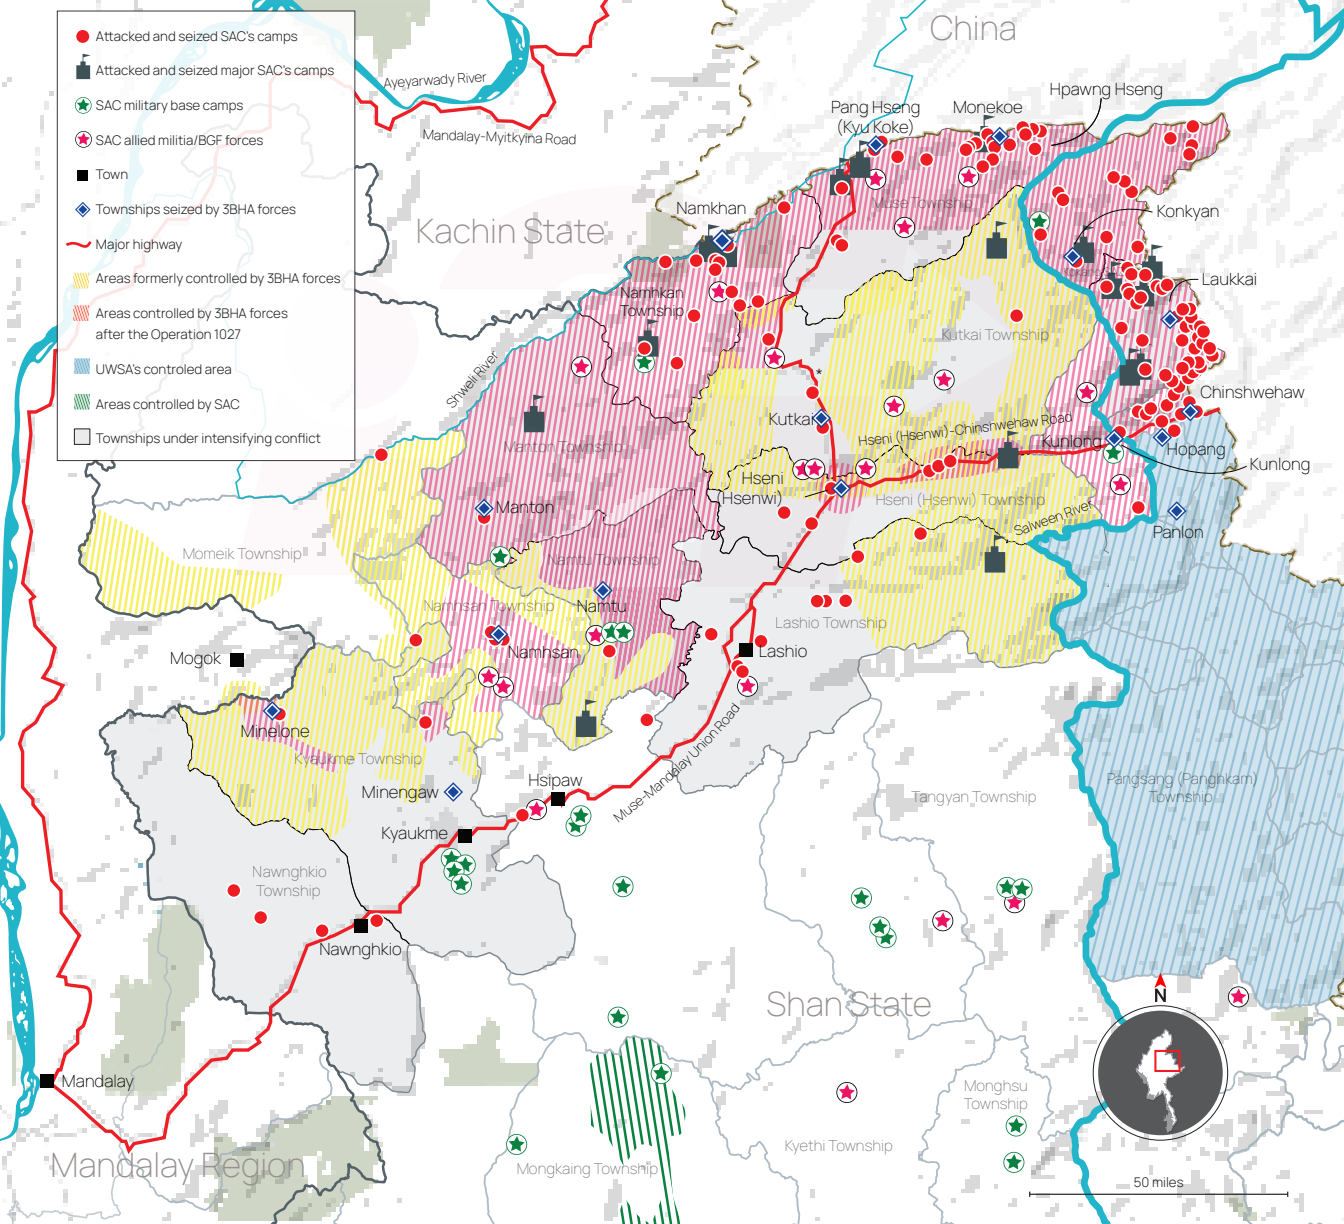 Attacked and seized SAC's camps
Attacked and seized major SAC's camps
SAC military base camps
SAC allied militia/BGF forces
Town
Townships seized by 3BHA forces
Major highway
Areas formerly controlled by 3BHA forces
Areas controlled by 3BHA forces
after the Operation 1027
UWSA's controled area
Areas controlled by SAC
Townships under intensifying conflict
China
Ayeyarwady River
Mandalay-Myitkyina Road
Hpawng Hseng
Pang Hseng
(Kyu Koke)
Monekoe
Kachin State
Namkhan
Muse Township
Konkyan
Laukkai
Namhkan
Township
Kutkai Township
*
Shweli River
Chinshwehaw
Kutkai
Hseni (Hsenwi)-Chinshwehaw Road
Manton Township
Kunlong
Hopang
Kunlong
Hseni
(Hsenwi)
Hseni (Hsenwi) Township
Manton
Salween River
Panlon
Momeik Township
Namtu Township
Namhsan Township
Namtu
Lashio Township
Namhsan
Lashio
Mogok
Minelone
Kyaukme Township
Muse-Mandalay Union Road
Hsipaw
Minengaw
Kyaukme
Tangyan Township
Pangsang (Pangkham)
Township
Nawnghkio
Township
Nawnghkio
Shan State
N
Mandalay
Monghsu
Township
Kyethi Township
Mongkaing Township
Mandalay Region
50 miles